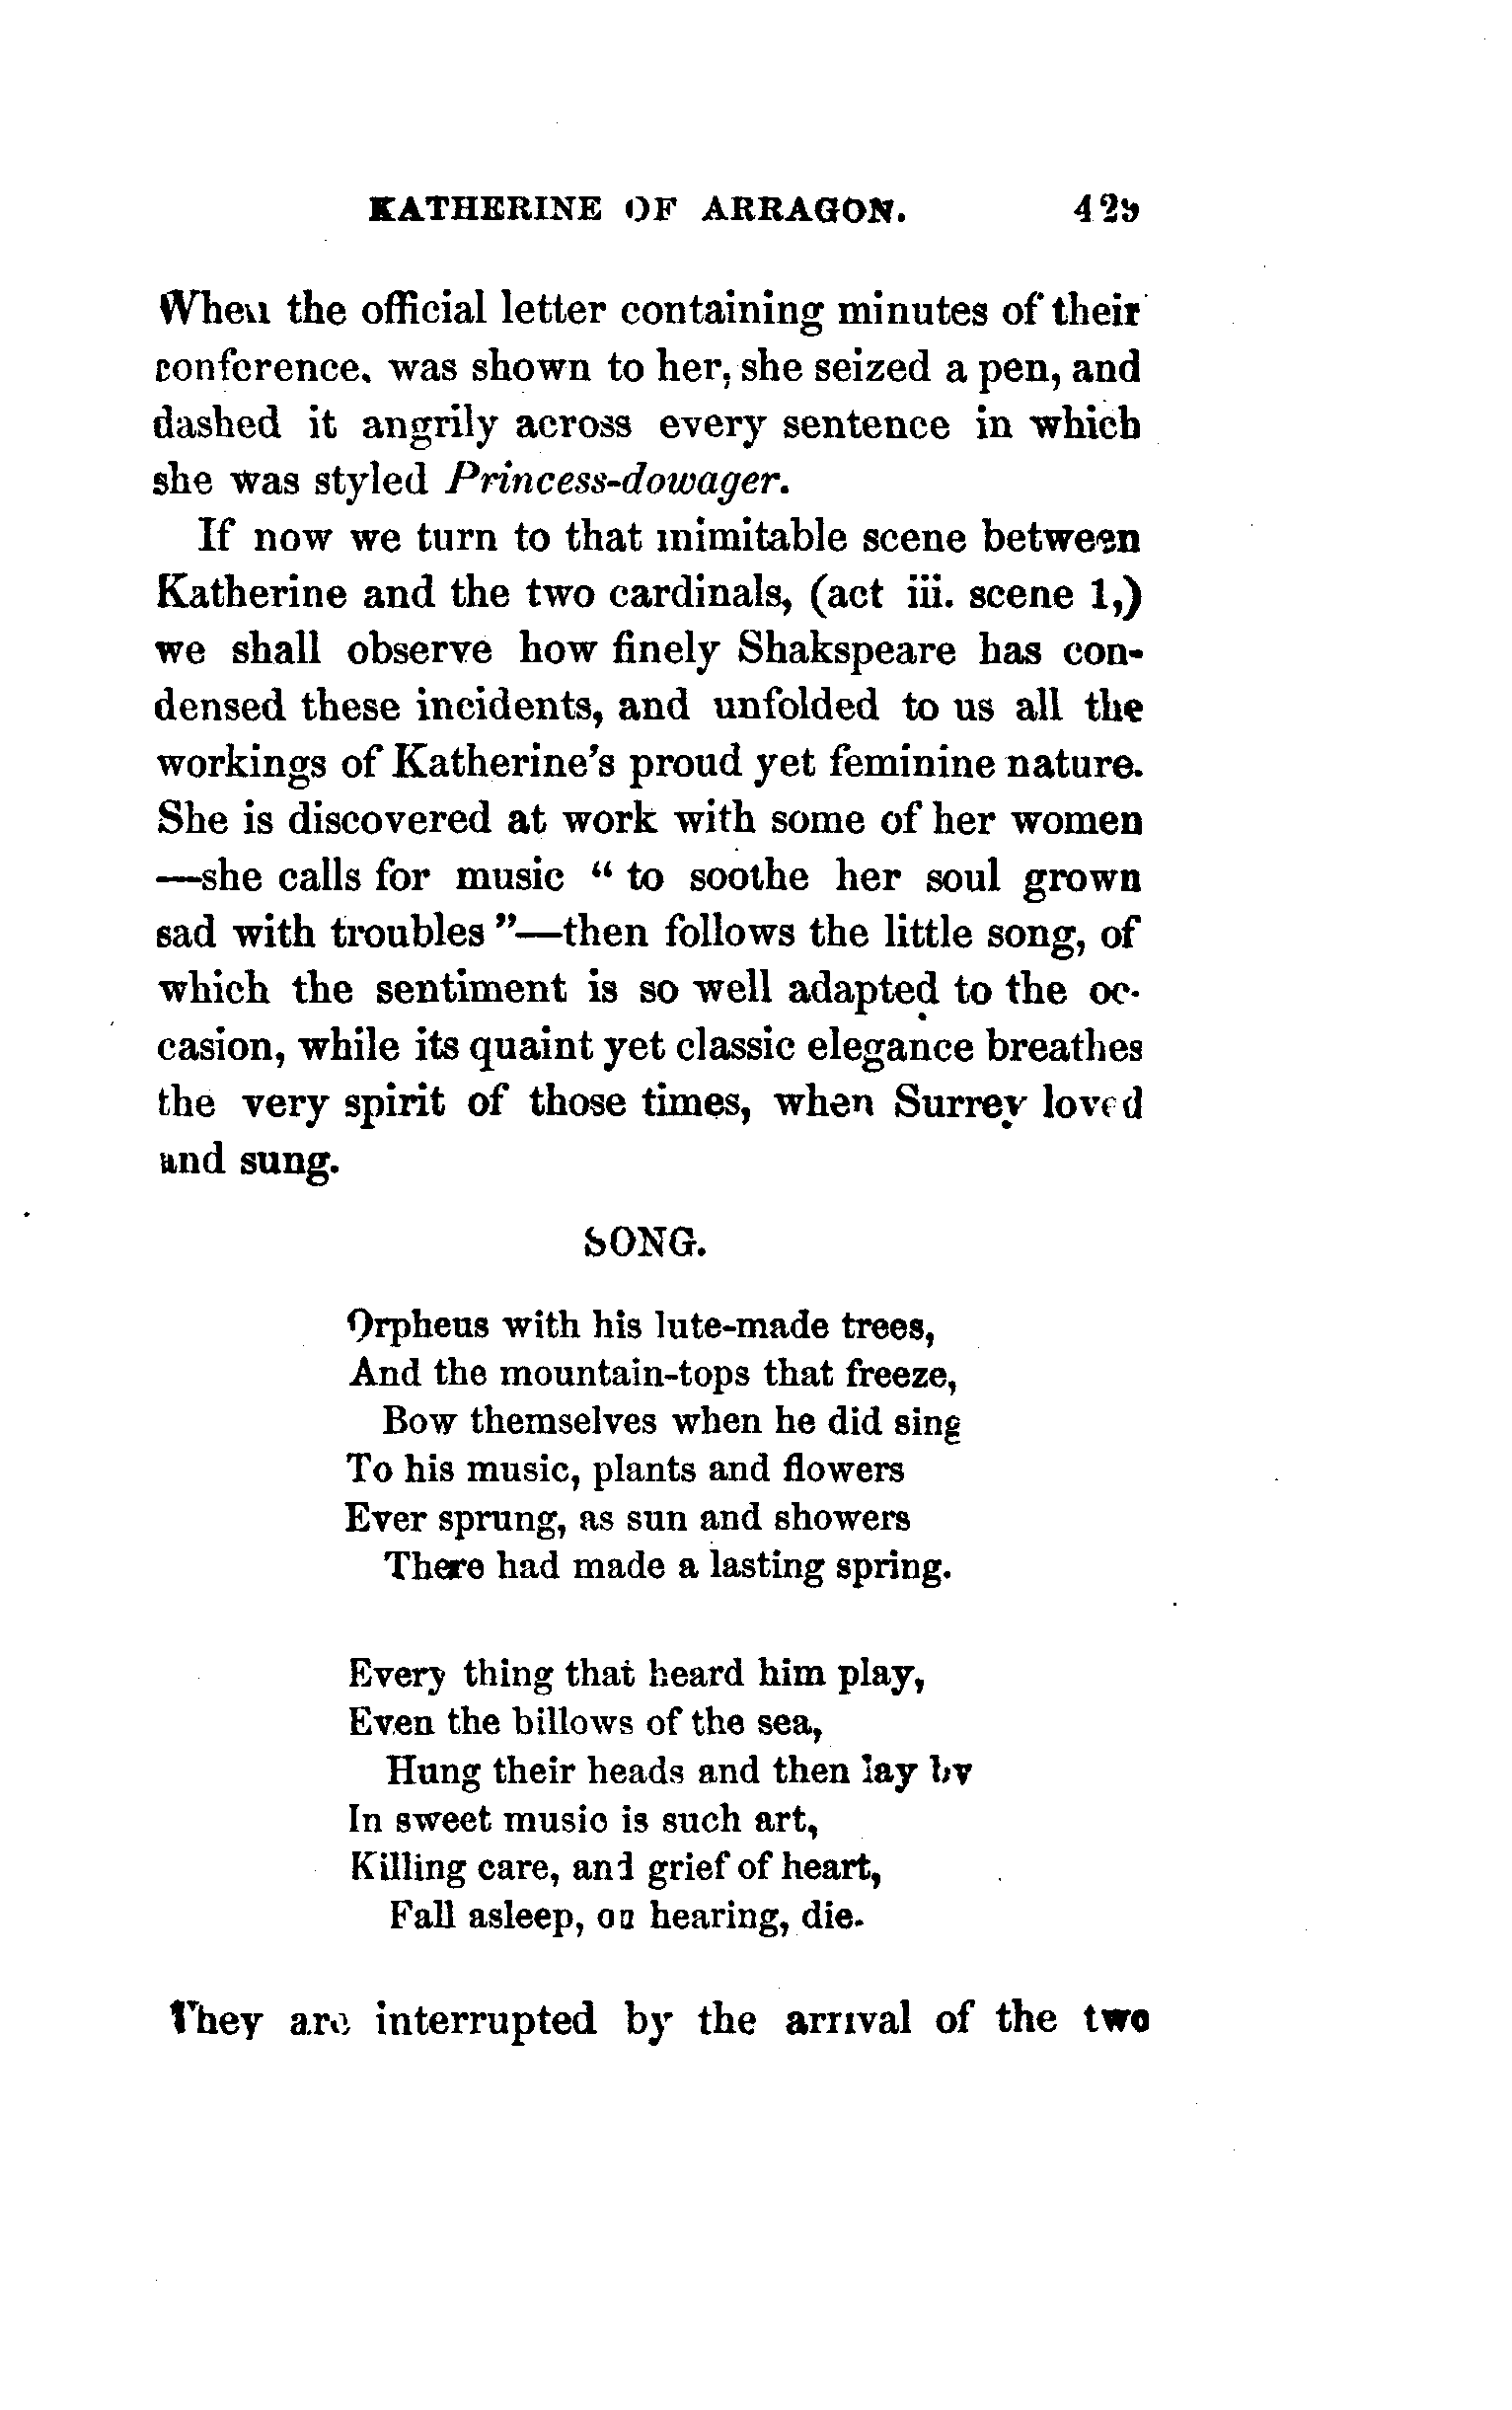 KATHERINE OF ARRAGON. 429
When the official letter containing minutes of their
conference, was shown to her, she seized a pen, and
dashed it angrily across every sentence in which
she was styled Princess-dowager.
If now we turn to that inimitable scene between
Katherine and the two cardinals, (act iii. scene 1,)
we shall observe how finely Shakspeare has con-
densed these incidents, and unfolded to us all the
workings of Katherine's proud yet feminine nature.
She is discovered at work with some of her women
—she calls for music “ to soothe her soul grown
sad with troubles ”—then follows the little song, of
which the sentiment is so well adapted to the oc-
casion, while its quaint yet classic elegance breathes
the very spirit of those times, when Surrey loved
and sung.
SONG.
Orpheus with his lute-made trees,
And the mountain-tops that freeze,
Bow themselves when he did sing
To his music, plants and flowers
Ever sprung, as sun and showers
There had made a lasting spring.
Every thing that heard him play,
Even the billows of the sea,
Hung their heads and then lay by
In sweet music is such art,
Killing care, and grief of heart,
Fall asleep, on hearing, die.
They are interrupted by the arrival of the two